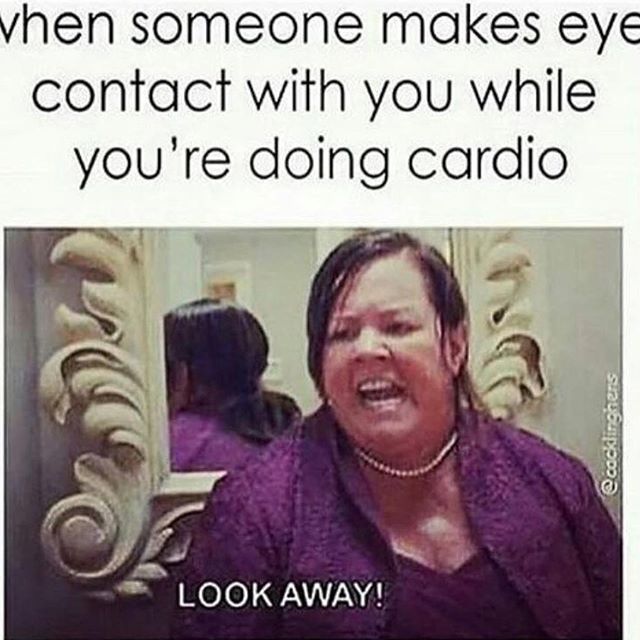 when someone makes eye
contact with you while
you're doing cardio
@cacklinghens
LOOK AWAY!